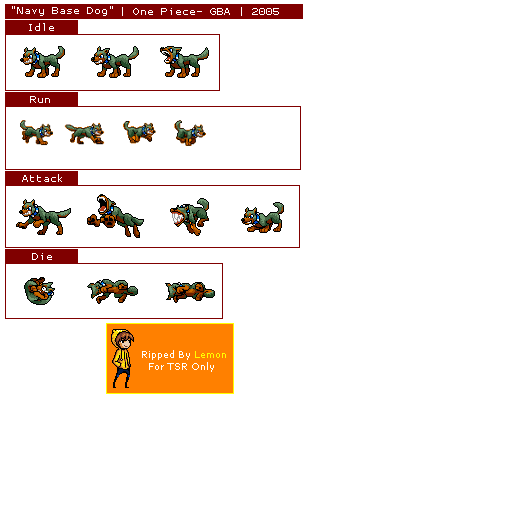 "Navy Base Dog" | One Piece- GBA | 2005
Idle
Run
Attack
Die
Ripped By Lemon
For TSR Only